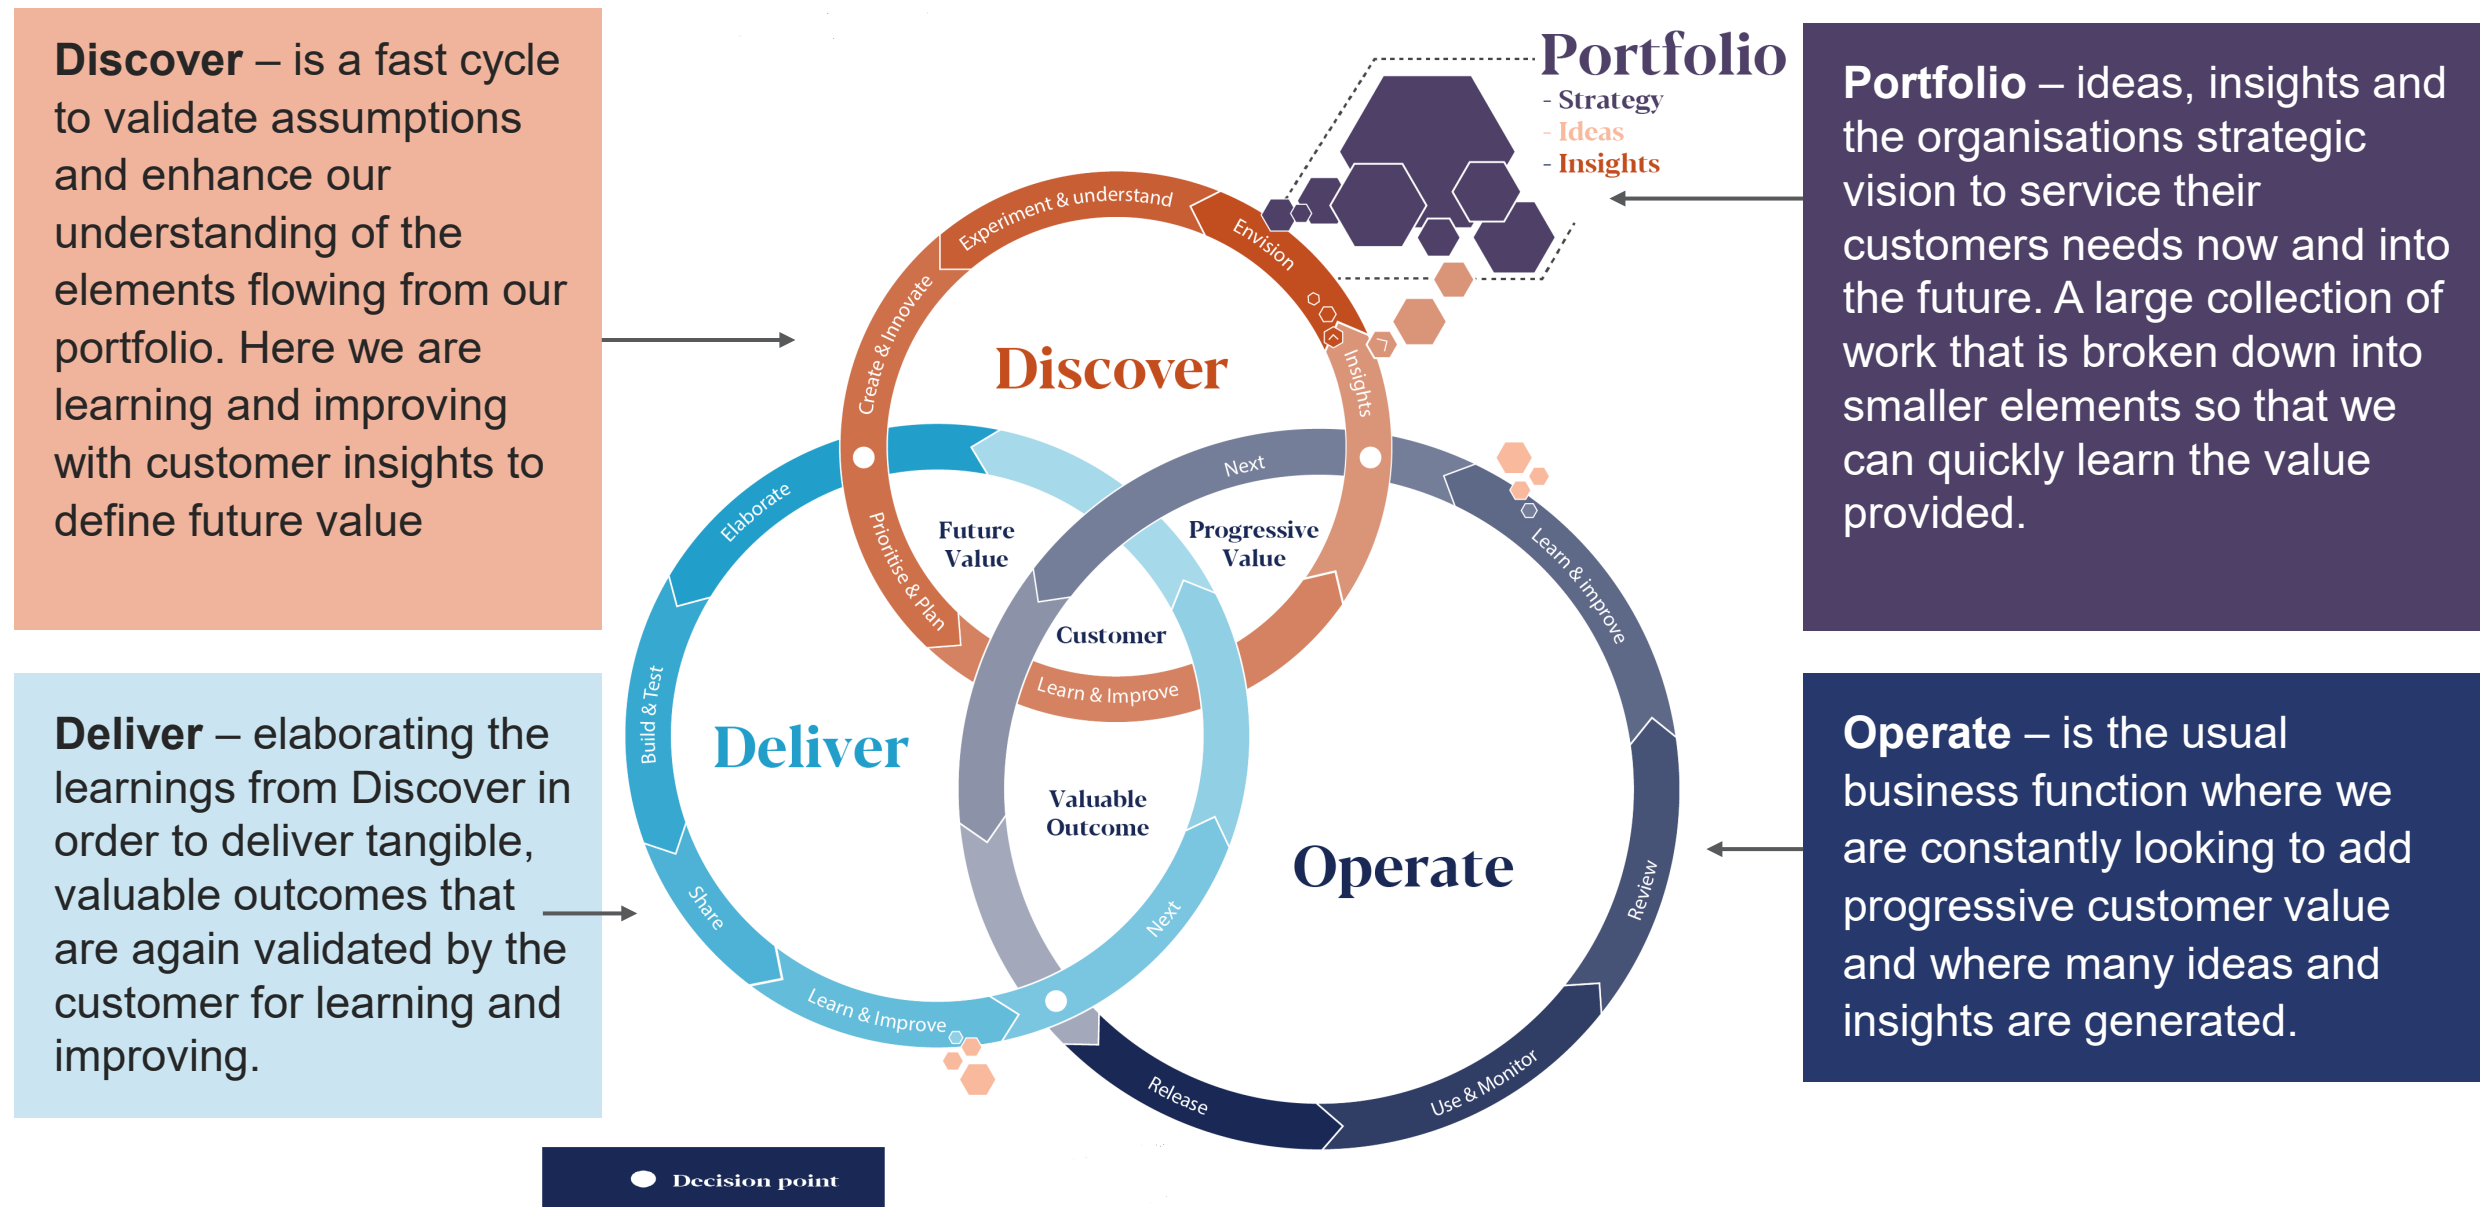 Discover – is a fast cycle
to validate assumptions
and enhance our
understanding of the
elements flowing from our
portfolio. Here we are
learning and improving
with customer insights to
define future value
Deliver – elaborating the
learnings from Discover in
order to deliver tangible,
valuable outcomes that
are again validated by the
customer for learning and
improving.
Portfolio
- Strategy
- Ideas
- Insights
Envision
Experiment & understand
Create & Innovate
Prioritise & Plan
Learn & Improve
Insights
Discover
Elaborate
Build & Test
Share
Learn & Improve
Next
Deliver
Release
Use & Monitor
Review
Learn & improve
Next
Operate
Future
Value
Progressive
Value
Customer
Valuable
Outcome
Decision point
Portfolio – ideas, insights and
the organisations strategic
vision to service their
customers needs now and into
the future. A large collection of
work that is broken down into
smaller elements so that we
can quickly learn the value
provided.
Operate – is the usual
business function where we
are constantly looking to add
progressive customer value
and where many ideas and
insights are generated.